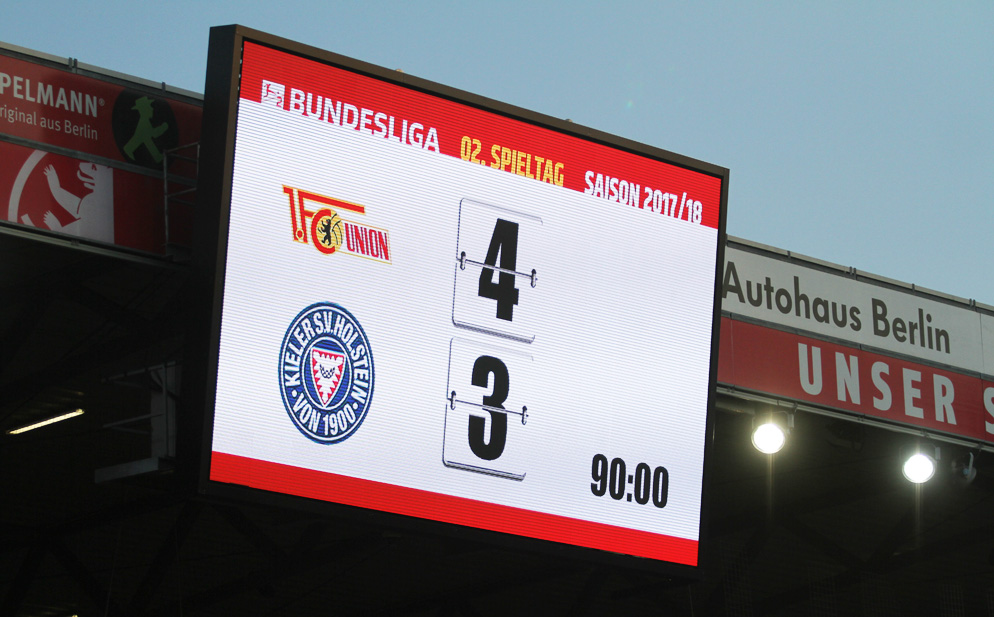 PELMANN®
riginal aus Berlin
BUNDESLIGA 02. SPIELTAG SAISON 2017/18
1.FC UNION
4
KIELER S.V. HOLSTEIN
· VON 1900 ·
3
90:00
Autohaus Berlin
UNSER S